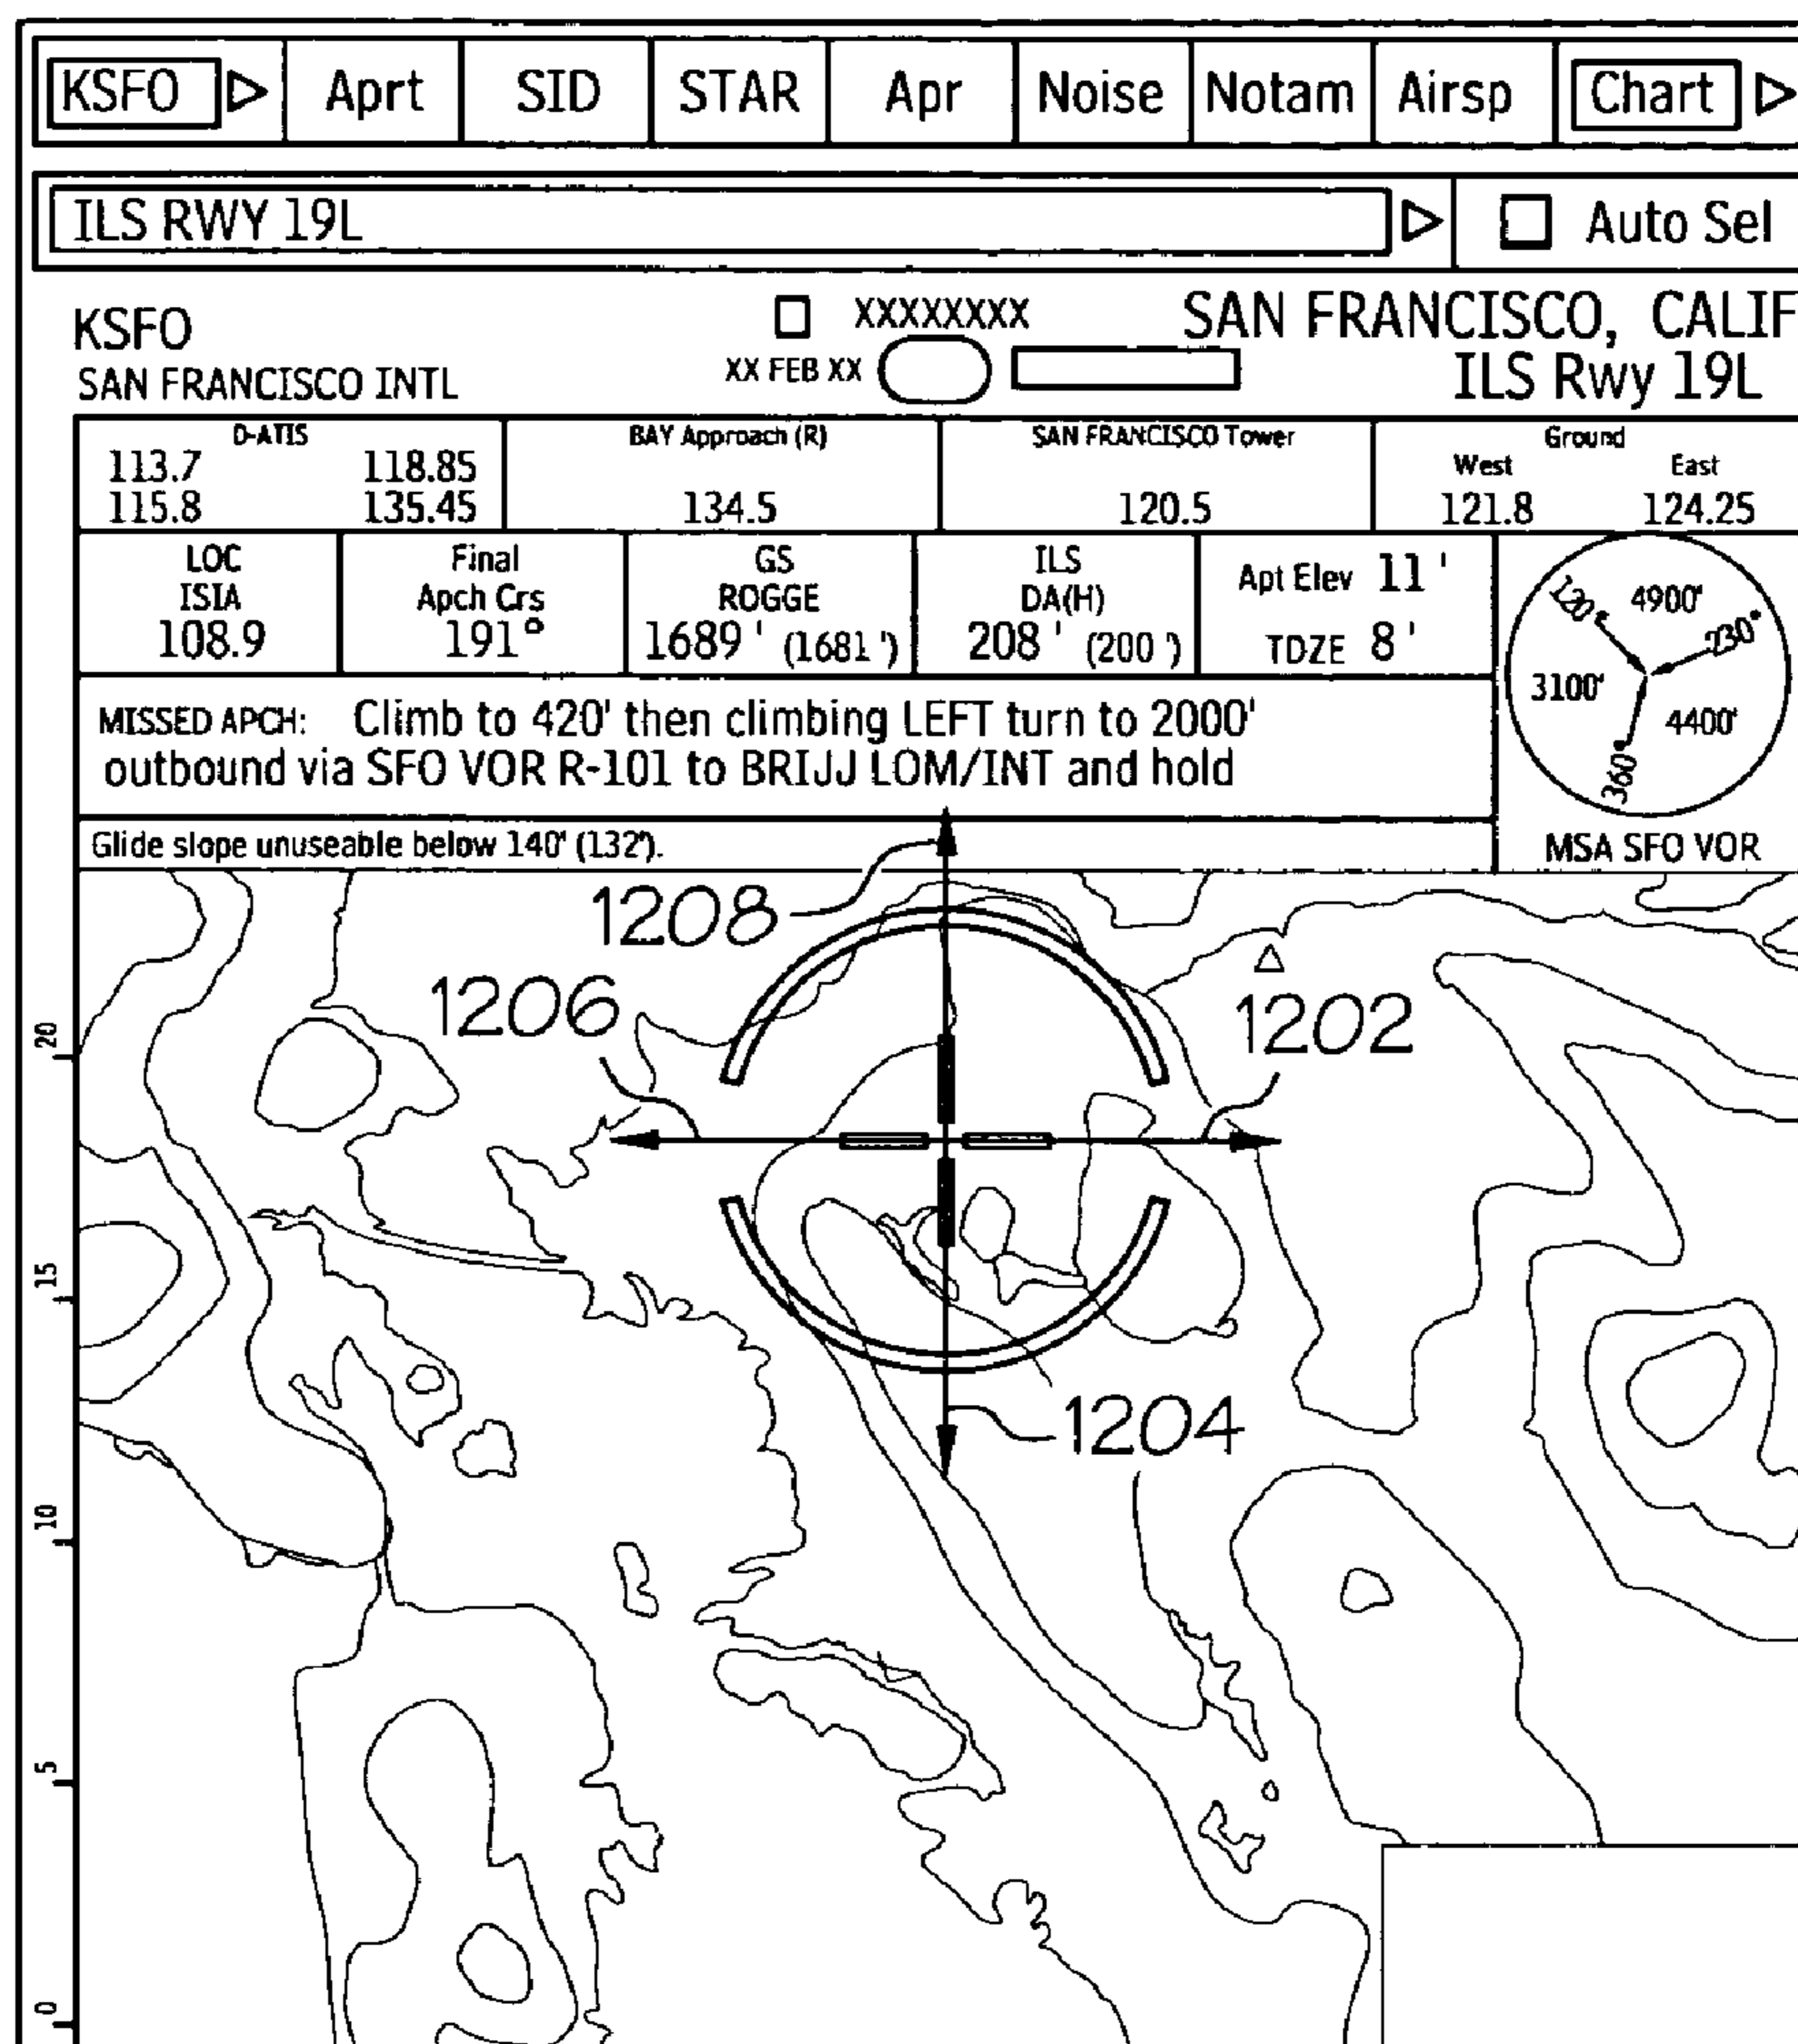 KSFO Aprt SID STAR Apr Noise Notam Airsp Chart
ILS RWY 19L Auto Sel
KSFO XXXXXXXX SAN FRANCISCO, CALIF
SAN FRANCISCO INTL XX FEB XX ILS Rwy 19L
D-ATIS BAY Approach (R) SAN FRANCISCO Tower Ground
West East
113.7 118.85
115.8 135.45 134.5 120.5 121.8 124.25
LOC Final GS ILS Apt Elev 11'
ISIA Apch Crs ROGGE DA(H)
108.9 191° 1689' (1681') 208' (200') TDZE 8'
120° 4900' 230°
3100' 4400'
360°
MISSED APCH: Climb to 420' then climbing LEFT turn to 2000'
outbound via SFO VOR R-101 to BRIJJ LOM/INT and hold
Glide slope unuseable below 140' (132').
MSA SFO VOR
1208
1206 1202
20
15
1204
10
5
0